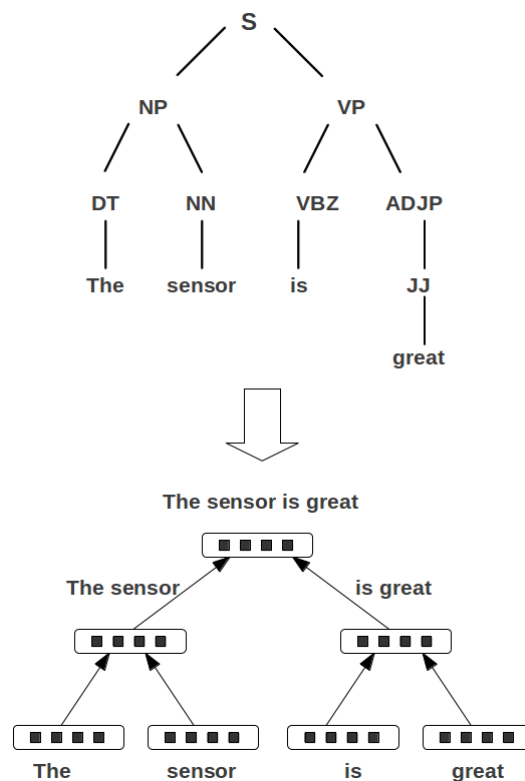 S
NP VP
DT NN VBZ ADJP
The sensor is JJ
great
The sensor is great
The sensor is great
The sensor is great